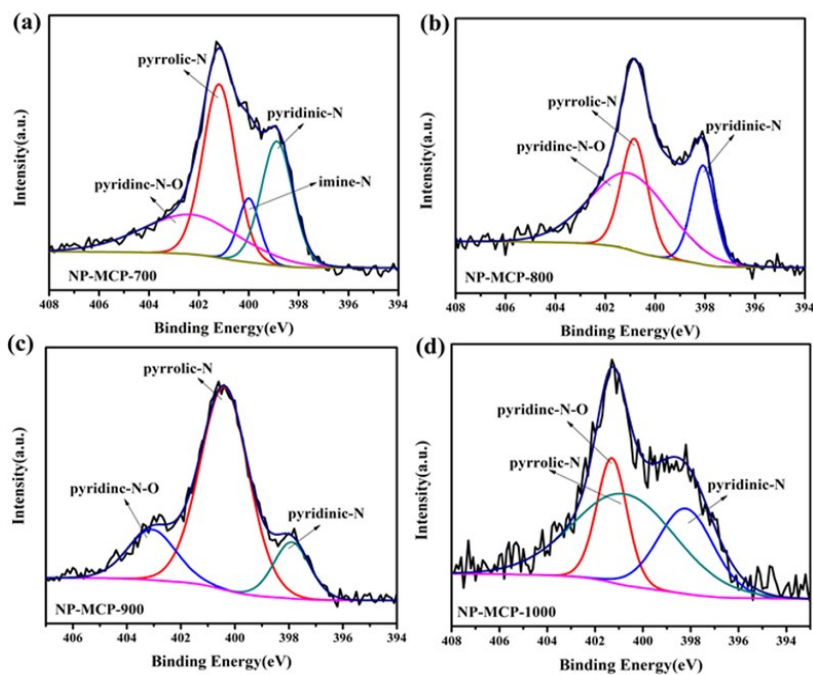 (a)
pyrrolic-N
pyridinic-N
pyridinc-N-O
imine-N
NP-MCP-700
Intensity(a.u.)
408 406 404 402 400 398 396 394
Binding Energy(eV)
(b)
pyrrolic-N
pyridinc-N-O
pyridinic-N
NP-MCP-800
Intensity(a.u.)
408 406 404 402 400 398 396 394
Binding Energy(eV)
(c)
pyrrolic-N
pyridinc-N-O
pyridinic-N
NP-MCP-900
Intensity(a.u.)
406 404 402 400 398 396 394
Binding Energy(eV)
(d)
pyridinc-N-O
pyrrolic-N
pyridinic-N
NP-MCP-1000
Intensity(a.u.)
408 406 404 402 400 398 396 394
Binding Energy(eV)